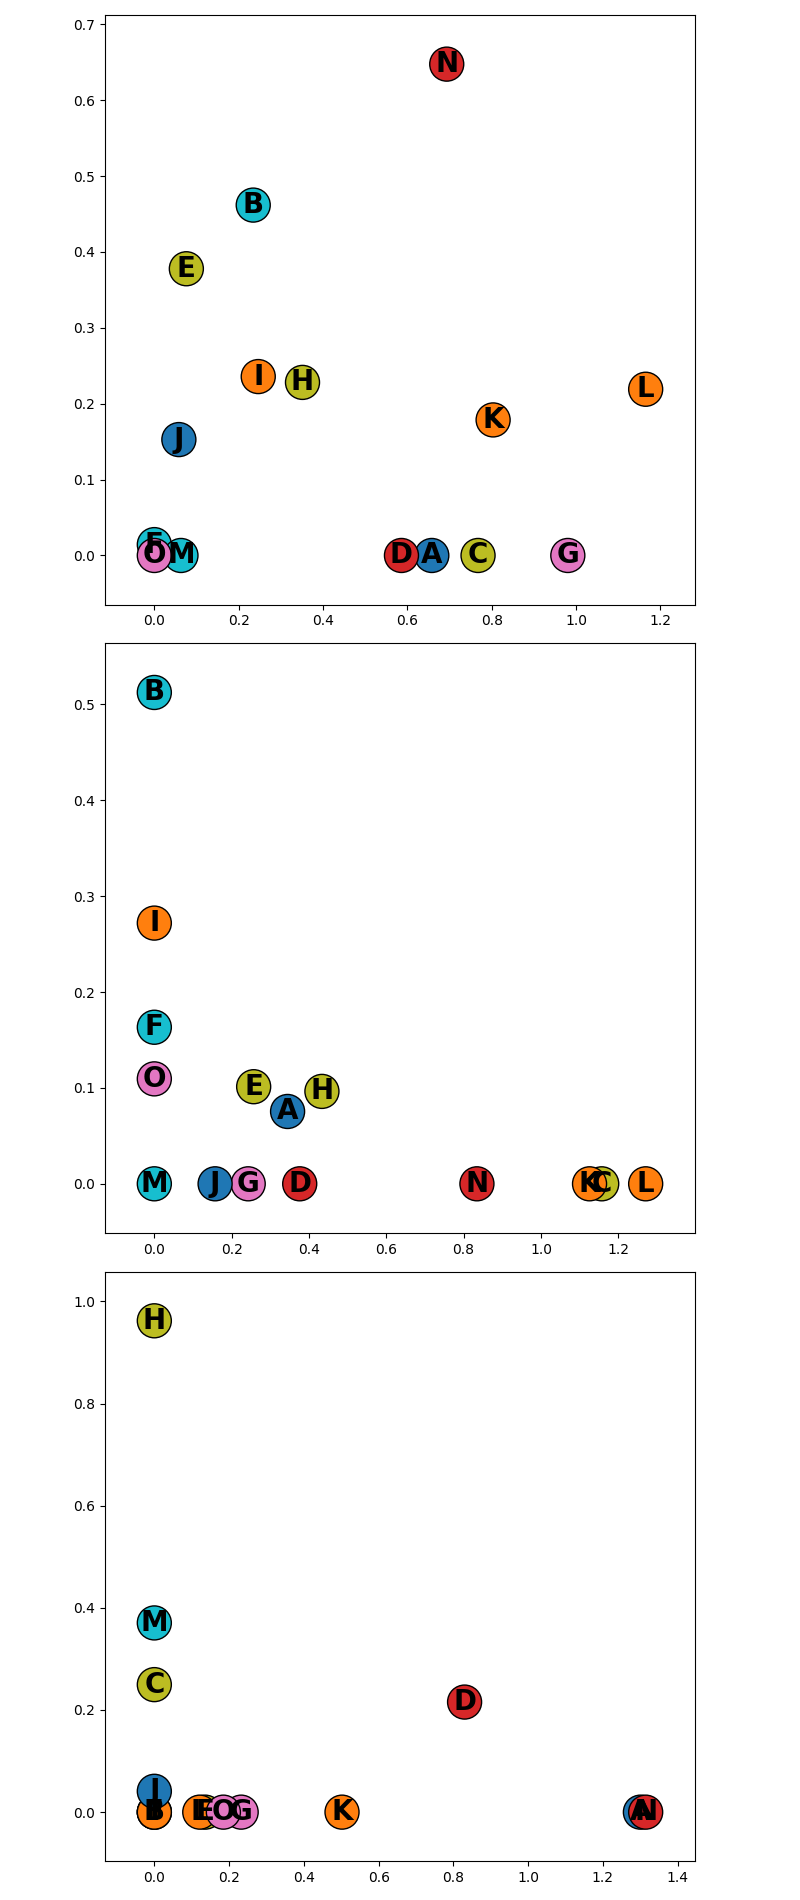 0.7
N
0.6
0.5
B
0.4
E
0.3
I H
L
0.2
K
J
0.1
F
0.0
O M D A C G
0.0 0.2 0.4 0.6 0.8 1.0 1.2
B
0.5
0.4
0.3
I
0.2
F
O
0.1
E H
A
0.0
M J G D N K C L
0.0 0.2 0.4 0.6 0.8 1.0 1.2
1.0
H
0.8
0.6
0.4
M
C
0.2
D
J
0.0
E O G K A N
0.0 0.2 0.4 0.6 0.8 1.0 1.2 1.4